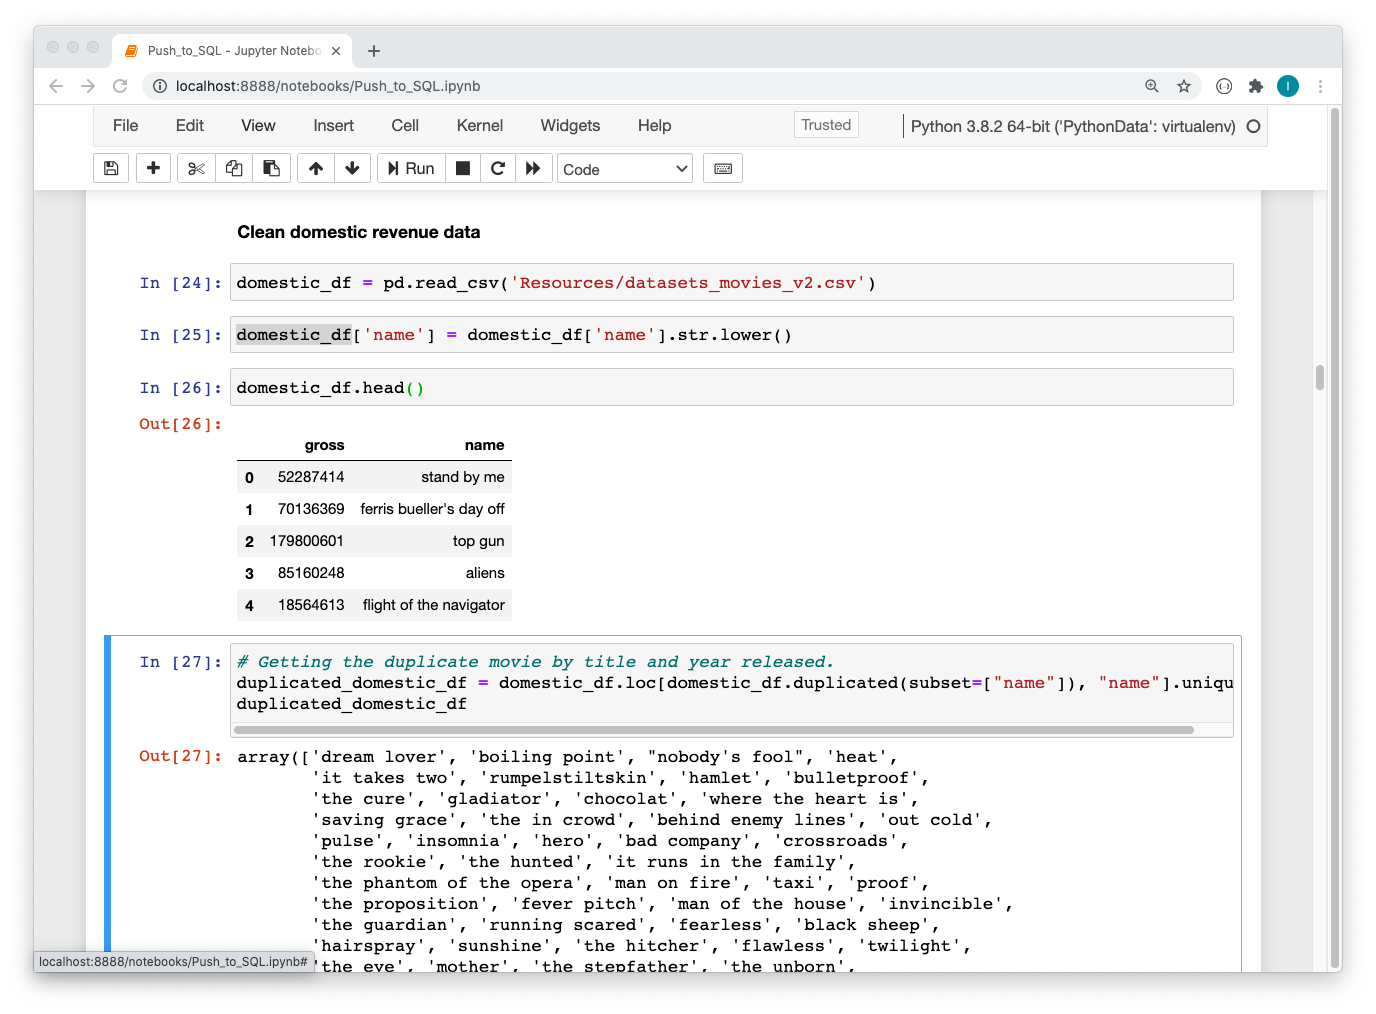 Push_to_SQL - Jupyter Notebo
localhost:8888/notebooks/Push_to_SQL.ipynb
File Edit View Insert Cell Kernel Widgets Help Trusted Python 3.8.2 64-bit ('PythonData': virtualenv)
Run Code
Clean domestic revenue data
In [24]: domestic_df = pd.read_csv('Resources/datasets_movies_v2.csv')
In [25]: domestic_df['name'] = domestic_df['name'].str.lower()
In [26]: domestic_df.head()
Out[26]:
gross name
0 52287414 stand by me
1 70136369 ferris bueller's day off
2 179800601 top gun
3 85160248 aliens
4 18564613 flight of the navigator
In [27]: # Getting the duplicate movie by title and year released.
duplicated_domestic_df = domestic_df.loc[domestic_df.duplicated(subset=["name"]), "name"].uniqu
duplicated_domestic_df
Out[27]: array(['dream lover', 'boiling point', "nobody's fool", 'heat',
'it takes two', 'rumpelstiltskin', 'hamlet', 'bulletproof',
'the cure', 'gladiator', 'chocolat', 'where the heart is',
'saving grace', 'the in crowd', 'behind enemy lines', 'out cold',
'pulse', 'insomnia', 'hero', 'bad company', 'crossroads',
'the rookie', 'the hunted', 'it runs in the family',
'the phantom of the opera', 'man on fire', 'taxi', 'proof',
'the proposition', 'fever pitch', 'man of the house', 'invincible',
'the guardian', 'running scared', 'fearless', 'black sheep',
'hairspray', 'sunshine', 'the hitcher', 'flawless', 'twilight',
'the eye', 'mother', 'the stepfather', 'the unborn',
localhost:8888/notebooks/Push_to_SQL.ipynb#